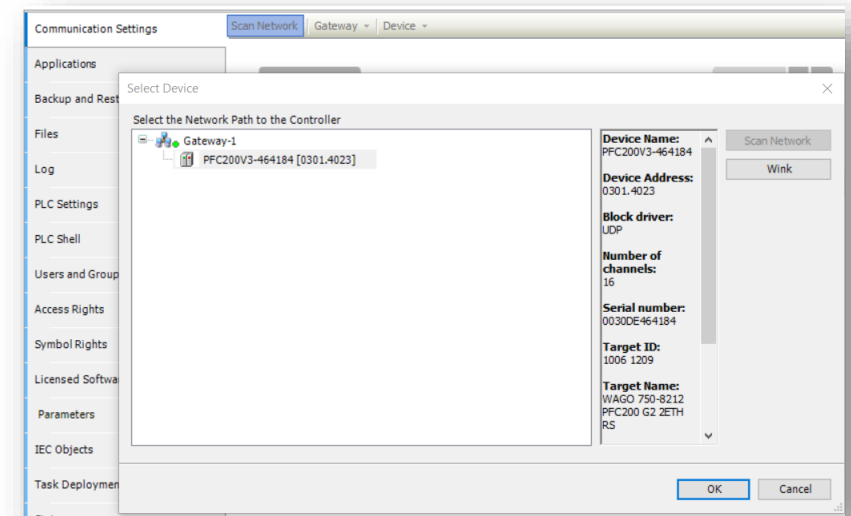 Communication Settings
Scan Network
Gateway
Device
Applications
Backup and Rest
Files
Log
PLC Settings
PLC Shell
Users and Group
Access Rights
Symbol Rights
Licensed Softwa
Parameters
IEC Objects
Task Deploymen
Select Device
Select the Network Path to the Controller
Gateway-1
PFC200V3-464184 [0301.4023]
Device Name:
PFC200V3-464184
Device Address:
0301.4023
Block driver:
UDP
Number of
channels:
16
Serial number:
0030DE464184
Target ID:
1006 1209
Target Name:
WAGO 750-8212
PFC200 G2 2ETH
RS
Scan Network
Wink
OK
Cancel